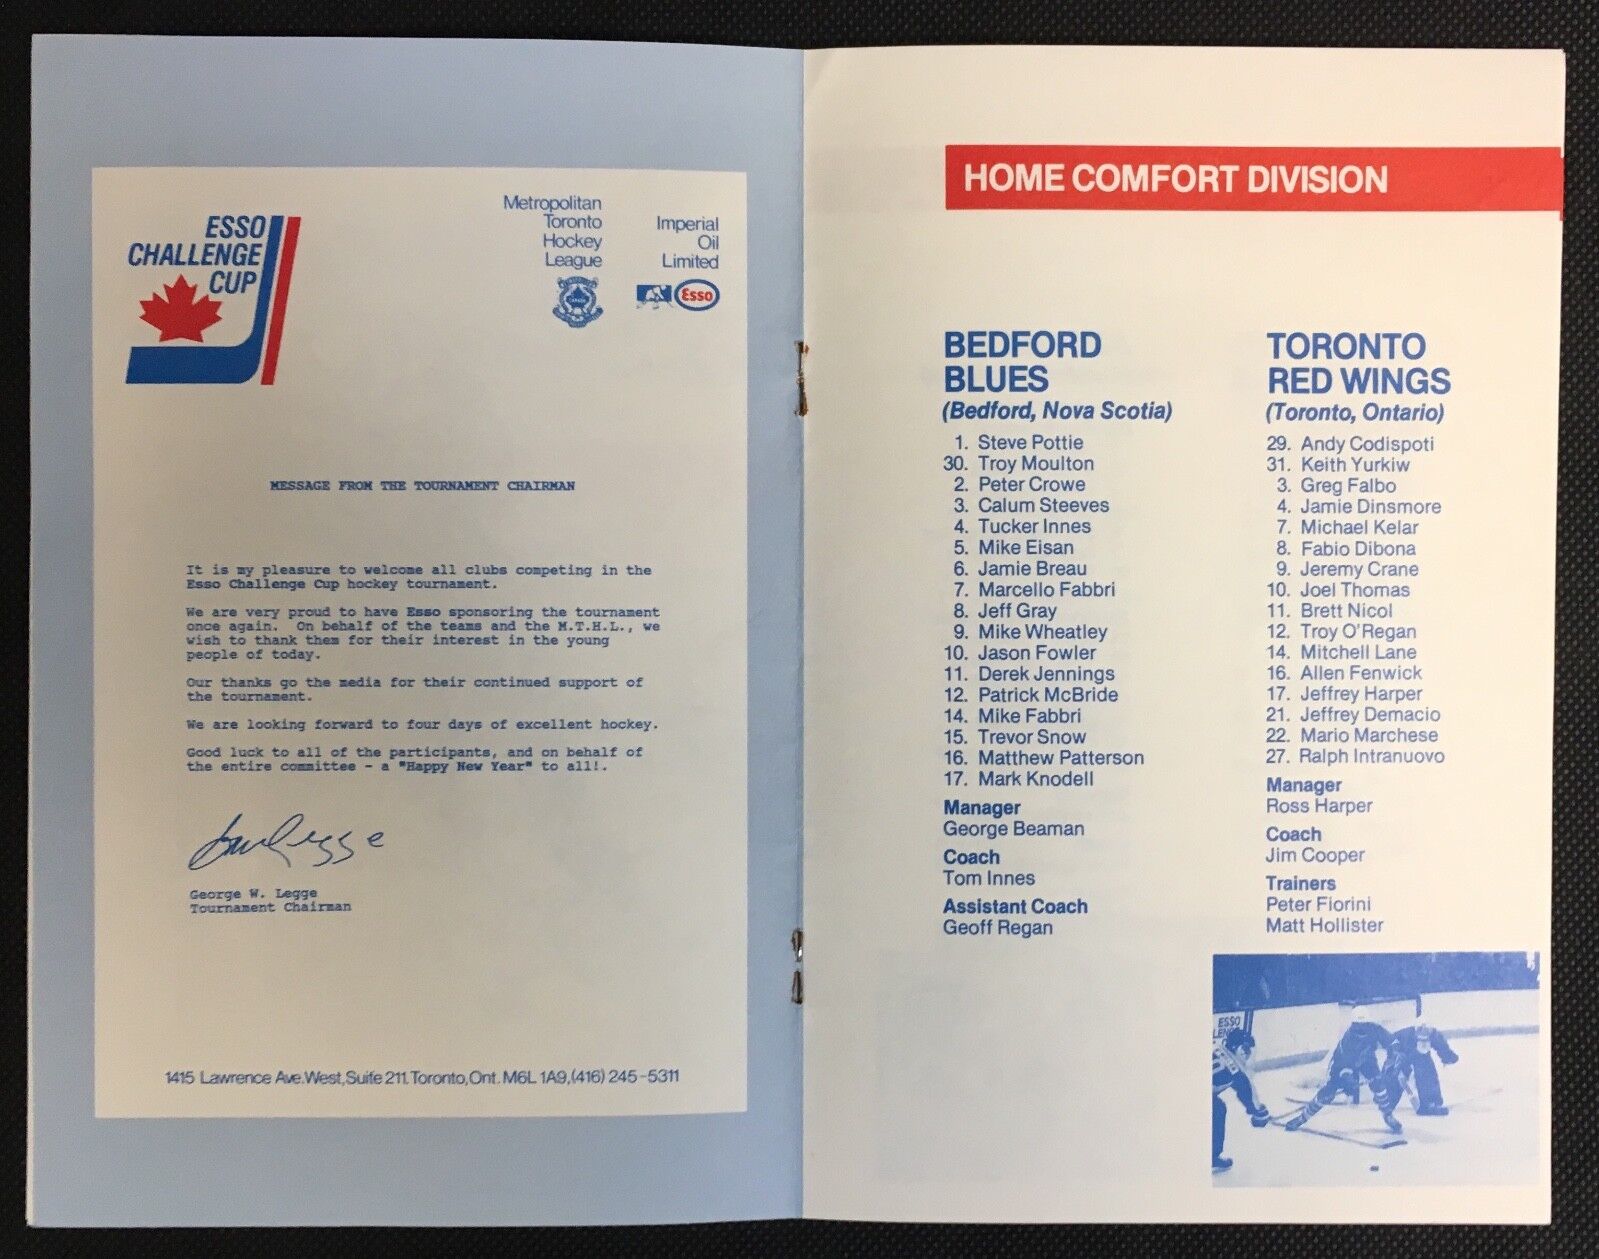 ESSO
CHALLENGE
CUP
Metropolitan
Toronto
Hockey
League
Imperial
Oil
Limited
Esso
MESSAGE FROM THE TOURNAMENT CHAIRMAN
It is my pleasure to welcome all clubs competing in the
Esso Challenge Cup hockey tournament.
We are very proud to have Esso sponsoring the tournament
once again. On behalf of the teams and the M.T.H.L., we
wish to thank them for their interest in the young
people of today.
Our thanks go the media for their continued support of
the tournament.
We are looking forward to four days of excellent hockey.
Good luck to all of the participants, and on behalf of
the entire committee - a "Happy New Year" to all!.
George W. Legge
Tournament Chairman
1415 Lawrence Ave. West, Suite 211 Toronto, Ont. M6L 1A9, (416) 245-5311
HOME COMFORT DIVISION
BEDFORD
BLUES
(Bedford, Nova Scotia)
1. Steve Pottie
30. Troy Moulton
2. Peter Crowe
3. Calum Steeves
4. Tucker Innes
5. Mike Eisan
6. Jamie Breau
7. Marcello Fabbri
8. Jeff Gray
9. Mike Wheatley
10. Jason Fowler
11. Derek Jennings
12. Patrick McBride
14. Mike Fabbri
15. Trevor Snow
16. Matthew Patterson
17. Mark Knodell
Manager
George Beaman
Coach
Tom Innes
Assistant Coach
Geoff Regan
TORONTO
RED WINGS
(Toronto, Ontario)
29. Andy Codispoti
31. Keith Yurkiw
3. Greg Falbo
4. Jamie Dinsmore
7. Michael Kelar
8. Fabio Dibona
9. Jeremy Crane
10. Joel Thomas
11. Brett Nicol
12. Troy O'Regan
14. Mitchell Lane
16. Allen Fenwick
17. Jeffrey Harper
21. Jeffrey Demacio
22. Mario Marchese
27. Ralph Intranuovo
Manager
Ross Harper
Coach
Jim Cooper
Trainers
Peter Fiorini
Matt Hollister
ESSO